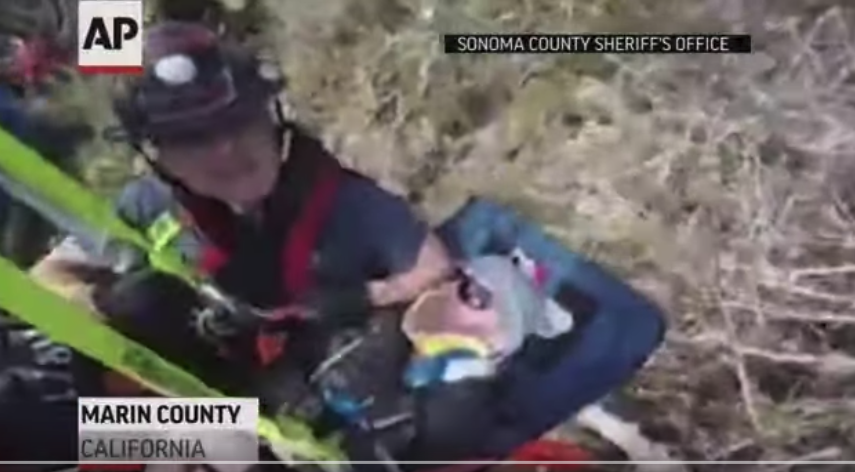 AP
SONOMA COUNTY SHERIFF'S OFFICE
MARIN COUNTY
CALIFORNIA